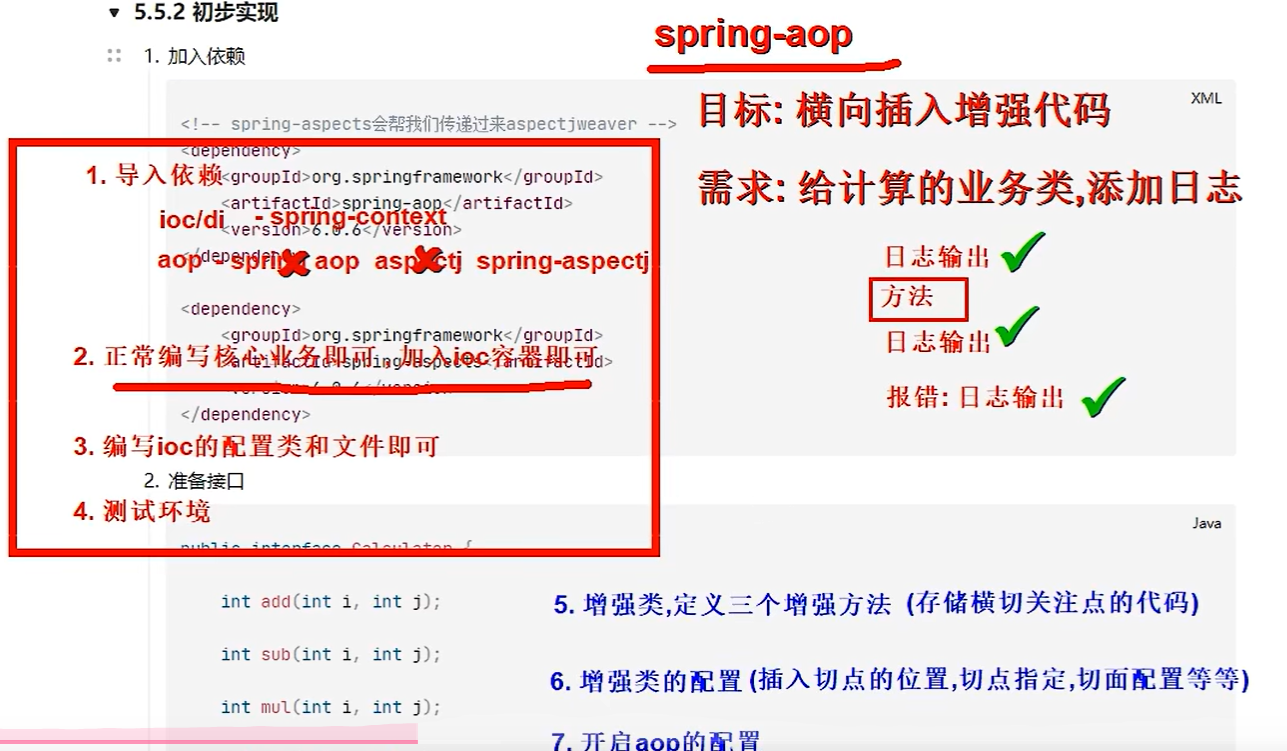 ▼ 5.5.2 初步实现
spring-aop
1. 加入依赖
XML
目标: 横向插入增强代码
<!-- spring-aspects会帮我们传递过来aspectjweaver -->
<dependency>
1. 导入依赖
<groupId>org.springframework</groupId>
需求: 给计算的业务类,添加日志
<artifactId>spring-aop</artifactId>
ioc/di - spring-context
<version>6.0.6</version>
日志输出
</dependency>
aop - spring aop aspectj spring-aspectj
方法
<dependency>
<groupId>org.springframework</groupId>
日志输出
2. 正常编写核心业务即可, 加入ioc容器即可
<artifactId>spring-aspects</artifactId>
<version>6.0.6</version>
报错: 日志输出
</dependency>
3. 编写ioc的配置类和文件即可
2. 准备接口
4. 测试环境
Java
public interface Calculator {
int add(int i, int j);
5. 增强类,定义三个增强方法 (存储横切关注点的代码)
int sub(int i, int j);
6. 增强类的配置 (插入切点的位置,切点指定,切面配置等等)
int mul(int i, int j);
7. 开启aop的配置